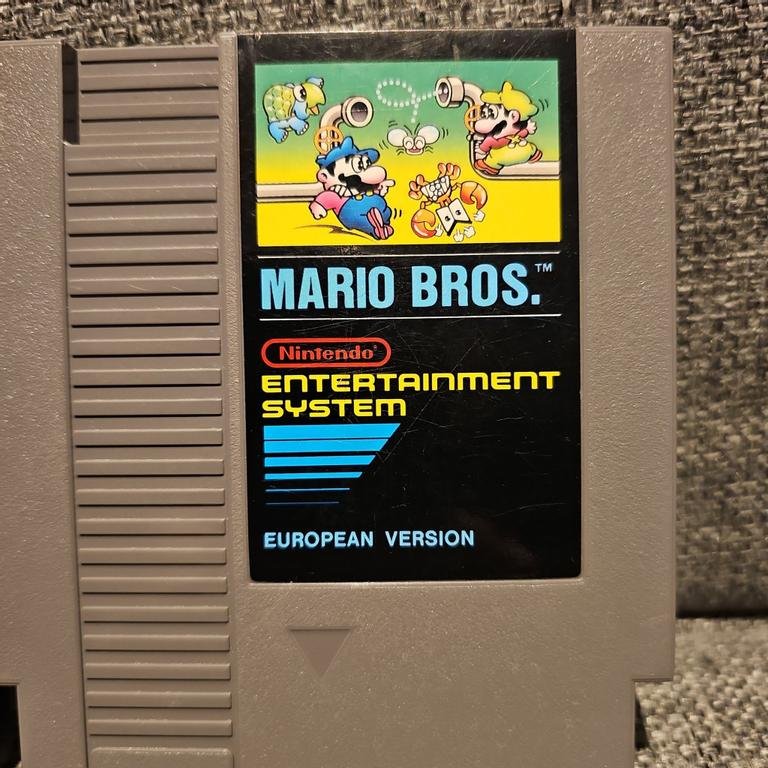 MARIO BROS.™
Nintendo®
ENTERTAINMENT
SYSTEM
EUROPEAN VERSION